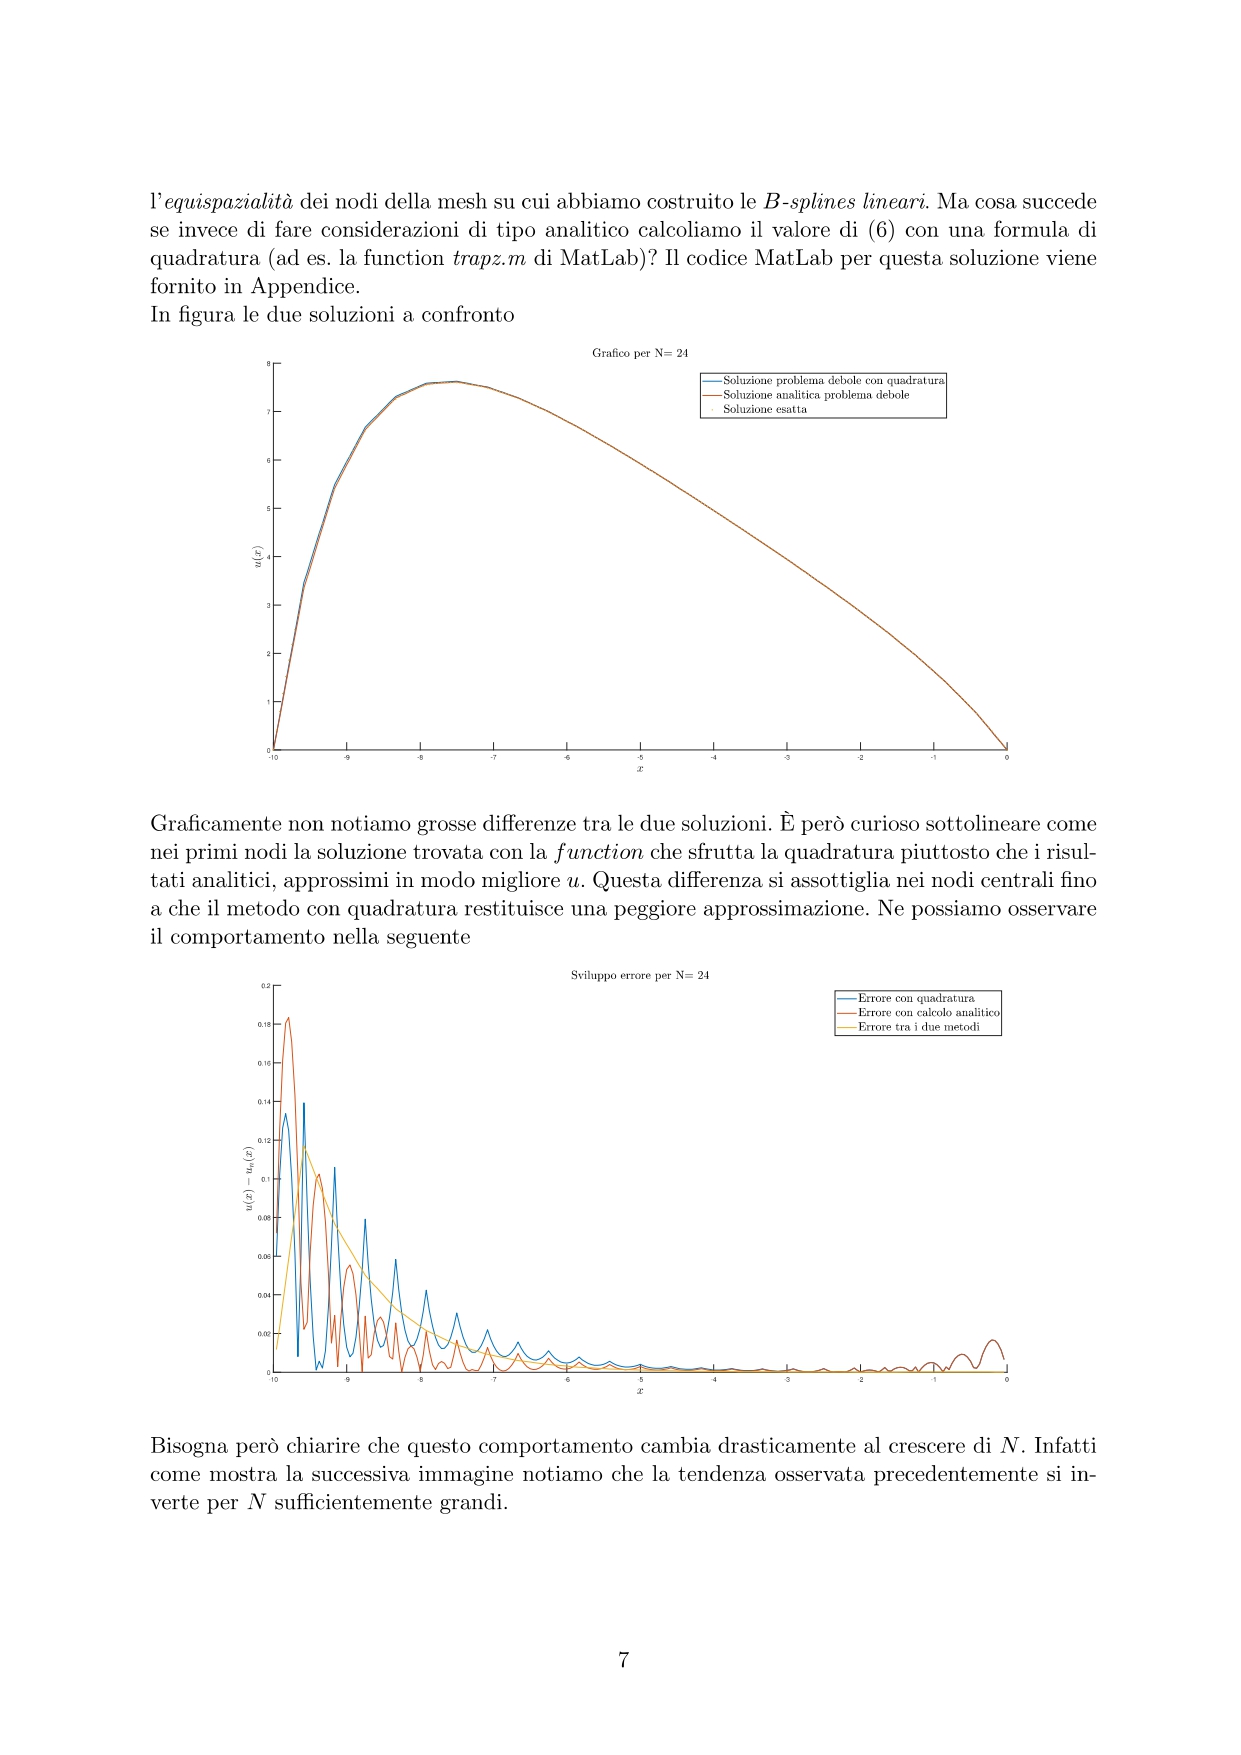 l'equispazialità dei nodi della mesh su cui abbiamo costruito le B-splines lineari. Ma cosa succede
se invece di fare considerazioni di tipo analitico calcoliamo il valore di (6) con una formula di
quadratura (ad es. la function trapz.m di MatLab)? Il codice MatLab per questa soluzione viene
fornito in Appendice.
In figura le due soluzioni a confronto
Grafico per N= 24
Soluzione problema debole con quadratura
Soluzione analitica problema debole
Soluzione esatta
8
7
6
5
4
3
2
1
0
u(x)
-10 -9 -8 -7 -6 -5 -4 -3 -2 -1 0
x
Graficamente non notiamo grosse differenze tra le due soluzioni. È però curioso sottolineare come
nei primi nodi la soluzione trovata con la function che sfrutta la quadratura piuttosto che i risul-
tati analitici, approssimi in modo migliore u. Questa differenza si assottiglia nei nodi centrali fino
a che il metodo con quadratura restituisce una peggiore approssimazione. Ne possiamo osservare
il comportamento nella seguente
Sviluppo errore per N= 24
Errore con quadratura
Errore con calcolo analitico
Errore tra i due metodi
0.2
0.18
0.16
0.14
0.12
0.1
0.08
0.06
0.04
0.02
0
u(x) − uₙ(x)
-10 -9 -8 -7 -6 -5 -4 -3 -2 -1 0
x
Bisogna però chiarire che questo comportamento cambia drasticamente al crescere di N. Infatti
come mostra la successiva immagine notiamo che la tendenza osservata precedentemente si in-
verte per N sufficientemente grandi.
7